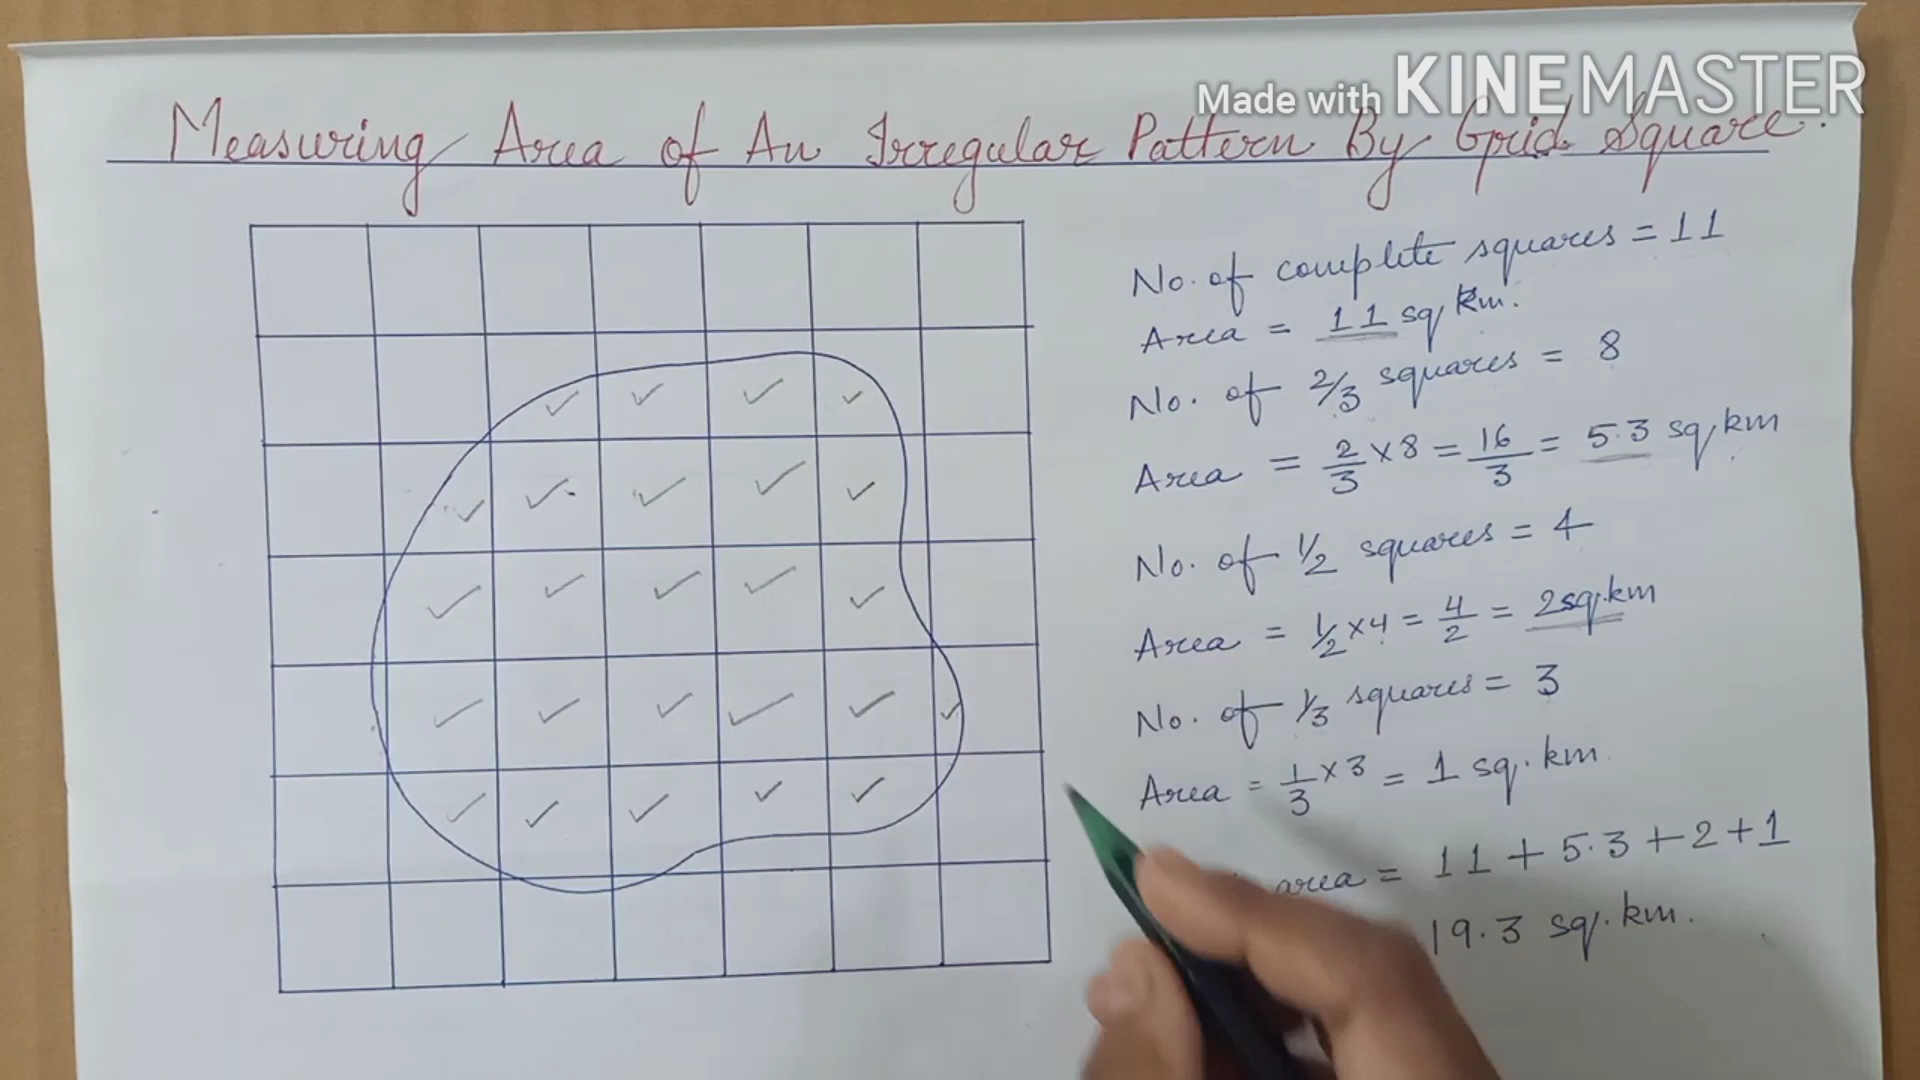 Made with KINEMASTER
Measuring Area of An Irregular Pattern By Grid Square.
No. of complete squares = 11
Area = 11 sq km.
No. of 2/3 squares = 8
Area = 2/3 × 8 = 16/3 = 5.3 sq km
No. of 1/2 squares = 4
Area = 1/2 × 4 = 4/2 = 2 sq.km
No. of 1/3 squares = 3
Area = 1/3 × 3 = 1 sq. km.
area = 11 + 5.3 + 2 + 1
19.3 sq. km.